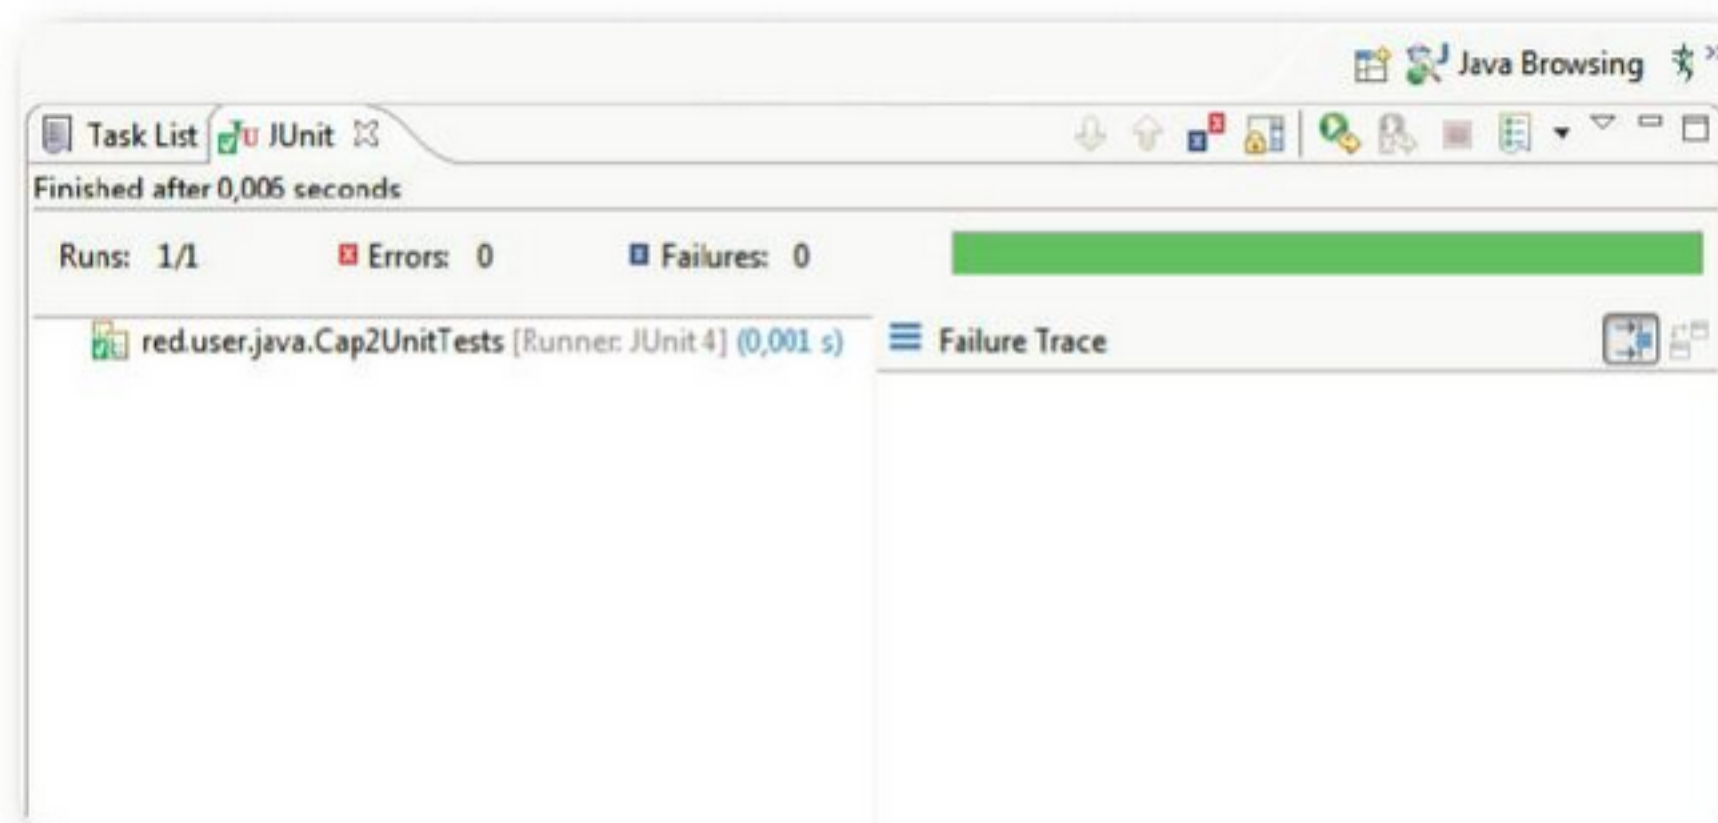 Java Browsing
Task List JUnit
Finished after 0,006 seconds
Runs: 1/1 Errors: 0 Failures: 0
red.user.java.Cap2UnitTests [Runner: JUnit 4] (0,001 s)
Failure Trace